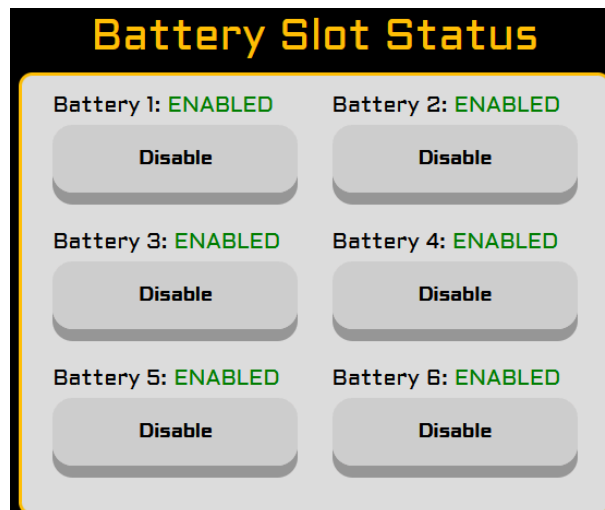 Battery Slot Status
Battery 1: ENABLED
Battery 2: ENABLED
Disable
Disable
Battery 3: ENABLED
Battery 4: ENABLED
Disable
Disable
Battery 5: ENABLED
Battery 6: ENABLED
Disable
Disable